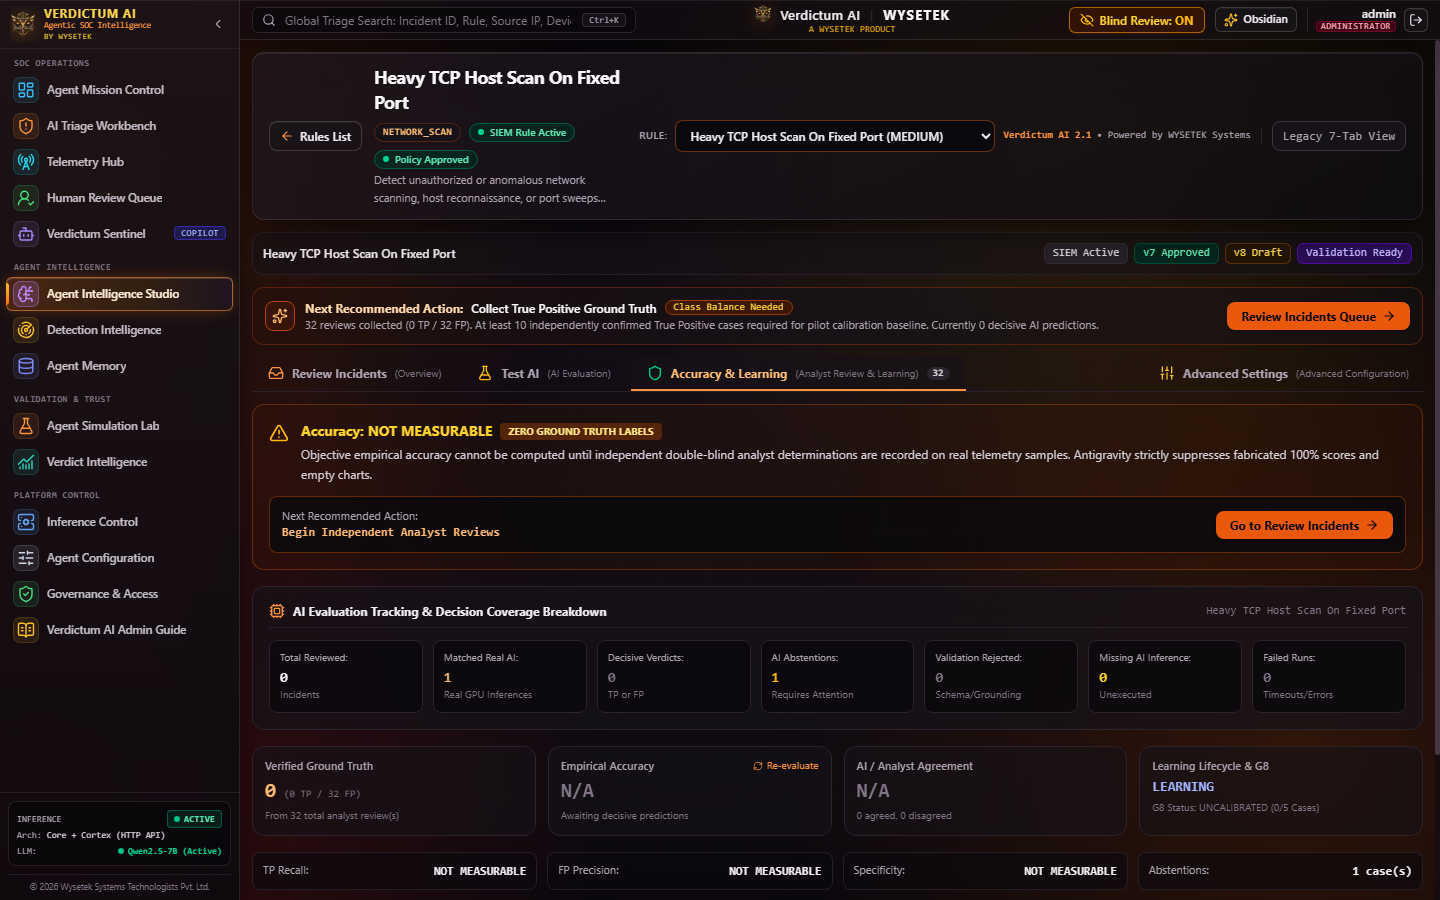 VERDICTUM AI
Agentic SOC Intelligence
BY WYSETEK
SOC OPERATIONS
Agent Mission Control
AI Triage Workbench
Telemetry Hub
Human Review Queue
Verdictum Sentinel
COPILOT
AGENT INTELLIGENCE
Agent Intelligence Studio
Detection Intelligence
Agent Memory
VALIDATION & TRUST
Agent Simulation Lab
Verdict Intelligence
PLATFORM CONTROL
Inference Control
Agent Configuration
Governance & Access
Verdictum AI Admin Guide
INFERENCE
ACTIVE
Arch: Core + Cortex (HTTP API)
LLM: Qwen2.5-7B (Active)
© 2026 Wysetek Systems Technologists Pvt. Ltd.
Global Triage Search: Incident ID, Rule, Source IP, Devi
Ctrl+K
Verdictum AI | WYSETEK
A WYSETEK PRODUCT
Blind Review: ON
Obsidian
admin
ADMINISTRATOR
Rules List
Heavy TCP Host Scan On Fixed
Port
NETWORK_SCAN
SIEM Rule Active
Policy Approved
Detect unauthorized or anomalous network
scanning, host reconnaissance, or port sweeps...
RULE:
Heavy TCP Host Scan On Fixed Port (MEDIUM)
Verdictum AI 2.1 • Powered by WYSETEK Systems
Legacy 7-Tab View
Heavy TCP Host Scan On Fixed Port
SIEM Active
v7 Approved
v8 Draft
Validation Ready
Next Recommended Action: Collect True Positive Ground Truth
Class Balance Needed
32 reviews collected (0 TP / 32 FP). At least 10 independently confirmed True Positive cases required for pilot calibration baseline. Currently 0 decisive AI predictions.
Review Incidents Queue
Review Incidents (Overview)
Test AI (AI Evaluation)
Accuracy & Learning (Analyst Review & Learning) 32
Advanced Settings (Advanced Configuration)
Accuracy: NOT MEASURABLE
ZERO GROUND TRUTH LABELS
Objective empirical accuracy cannot be computed until independent double-blind analyst determinations are recorded on real telemetry samples. Antigravity strictly suppresses fabricated 100% scores and
empty charts.
Next Recommended Action:
Begin Independent Analyst Reviews
Go to Review Incidents
AI Evaluation Tracking & Decision Coverage Breakdown
Heavy TCP Host Scan On Fixed Port
Total Reviewed:
0
Incidents
Matched Real AI:
1
Real GPU Inferences
Decisive Verdicts:
0
TP or FP
AI Abstentions:
1
Requires Attention
Validation Rejected:
0
Schema/Grounding
Missing AI Inference:
0
Unexecuted
Failed Runs:
0
Timeouts/Errors
Verified Ground Truth
0 (0 TP / 32 FP)
From 32 total analyst review(s)
Empirical Accuracy
Re-evaluate
N/A
Awaiting decisive predictions
AI / Analyst Agreement
N/A
0 agreed, 0 disagreed
Learning Lifecycle & G8
LEARNING
G8 Status: UNCALIBRATED (0/5 Cases)
TP Recall: NOT MEASURABLE
FP Precision: NOT MEASURABLE
Specificity: NOT MEASURABLE
Abstentions: 1 case(s)